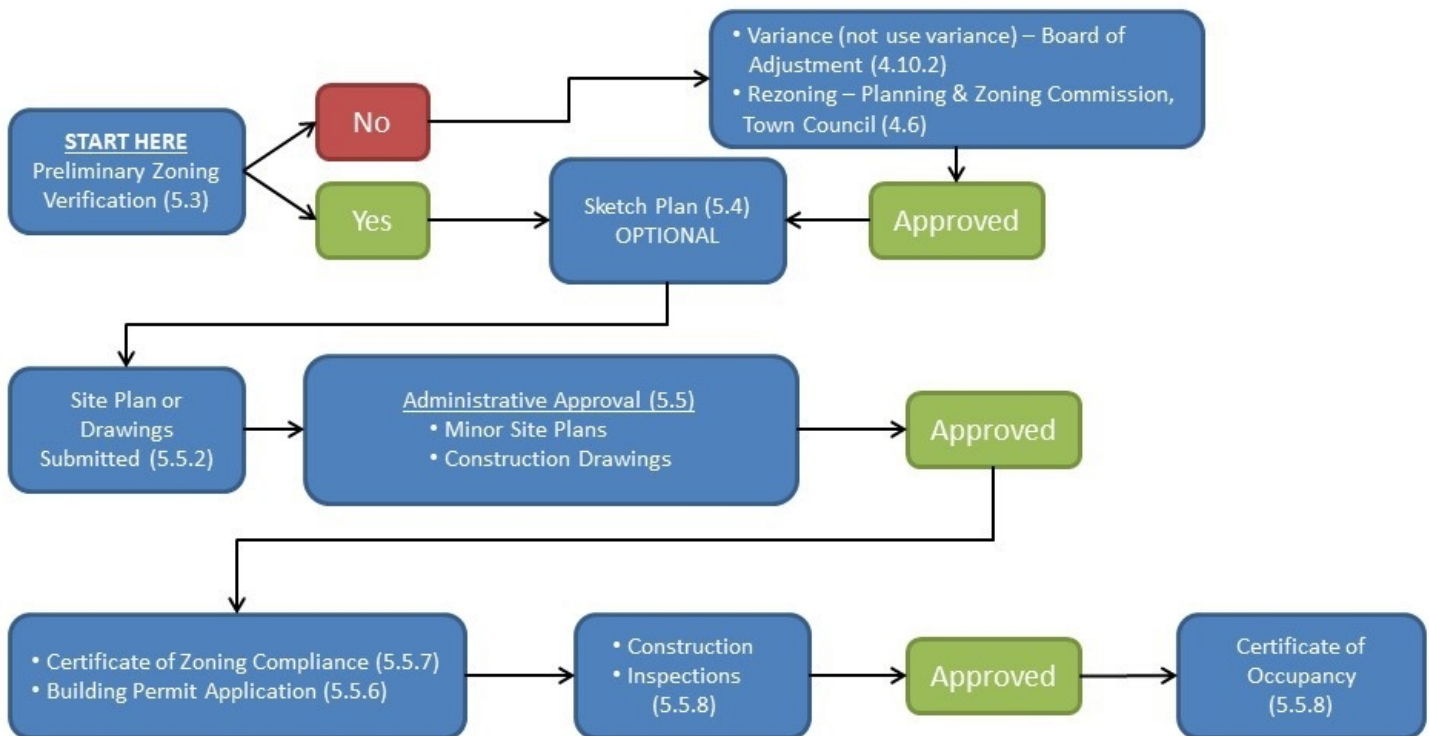 • Variance (not use variance) – Board of
Adjustment (4.10.2)
• Rezoning – Planning & Zoning Commission,
Town Council (4.6)
No
START HERE
Preliminary Zoning
Verification (5.3)
Yes
Sketch Plan (5.4)
OPTIONAL
Approved
Site Plan or
Drawings
Submitted (5.5.2)
Administrative Approval (5.5)
• Minor Site Plans
• Construction Drawings
Approved
• Certificate of Zoning Compliance (5.5.7)
• Building Permit Application (5.5.6)
• Construction
• Inspections
(5.5.8)
Approved
Certificate of
Occupancy
(5.5.8)